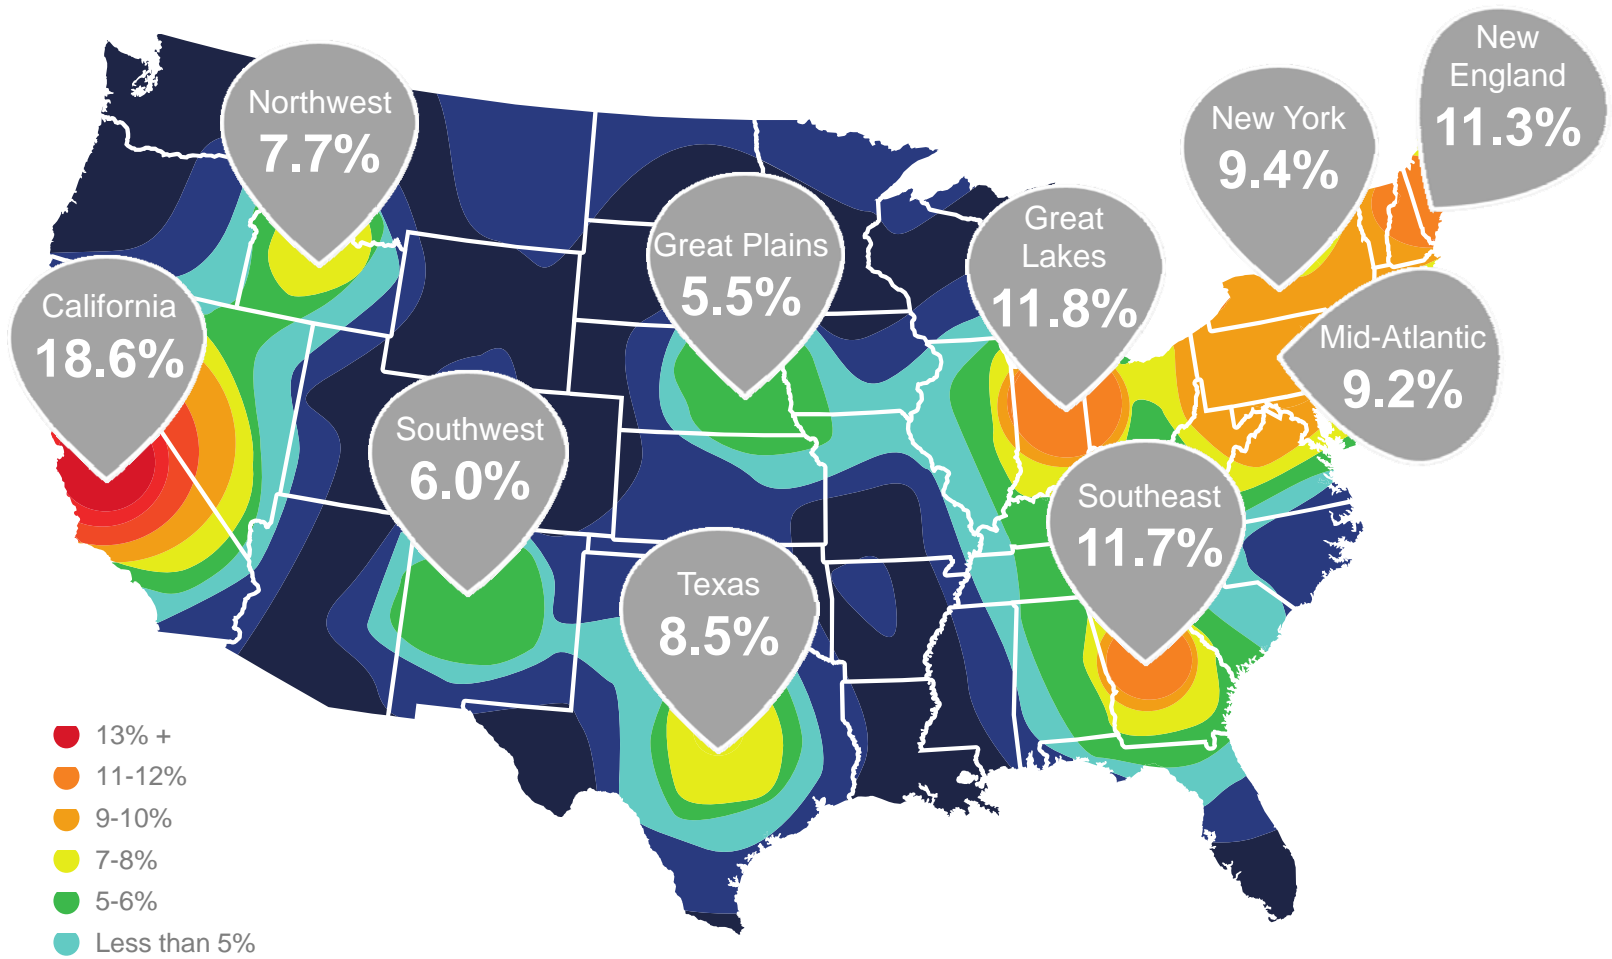 New
England
11.3%
Northwest
7.7%
New York
9.4%
Great
Lakes
11.8%
Great Plains
5.5%
California
18.6%
Mid-Atlantic
9.2%
Southwest
6.0%
Southeast
11.7%
Texas
8.5%
13% +
11-12%
9-10%
7-8%
5-6%
Less than 5%